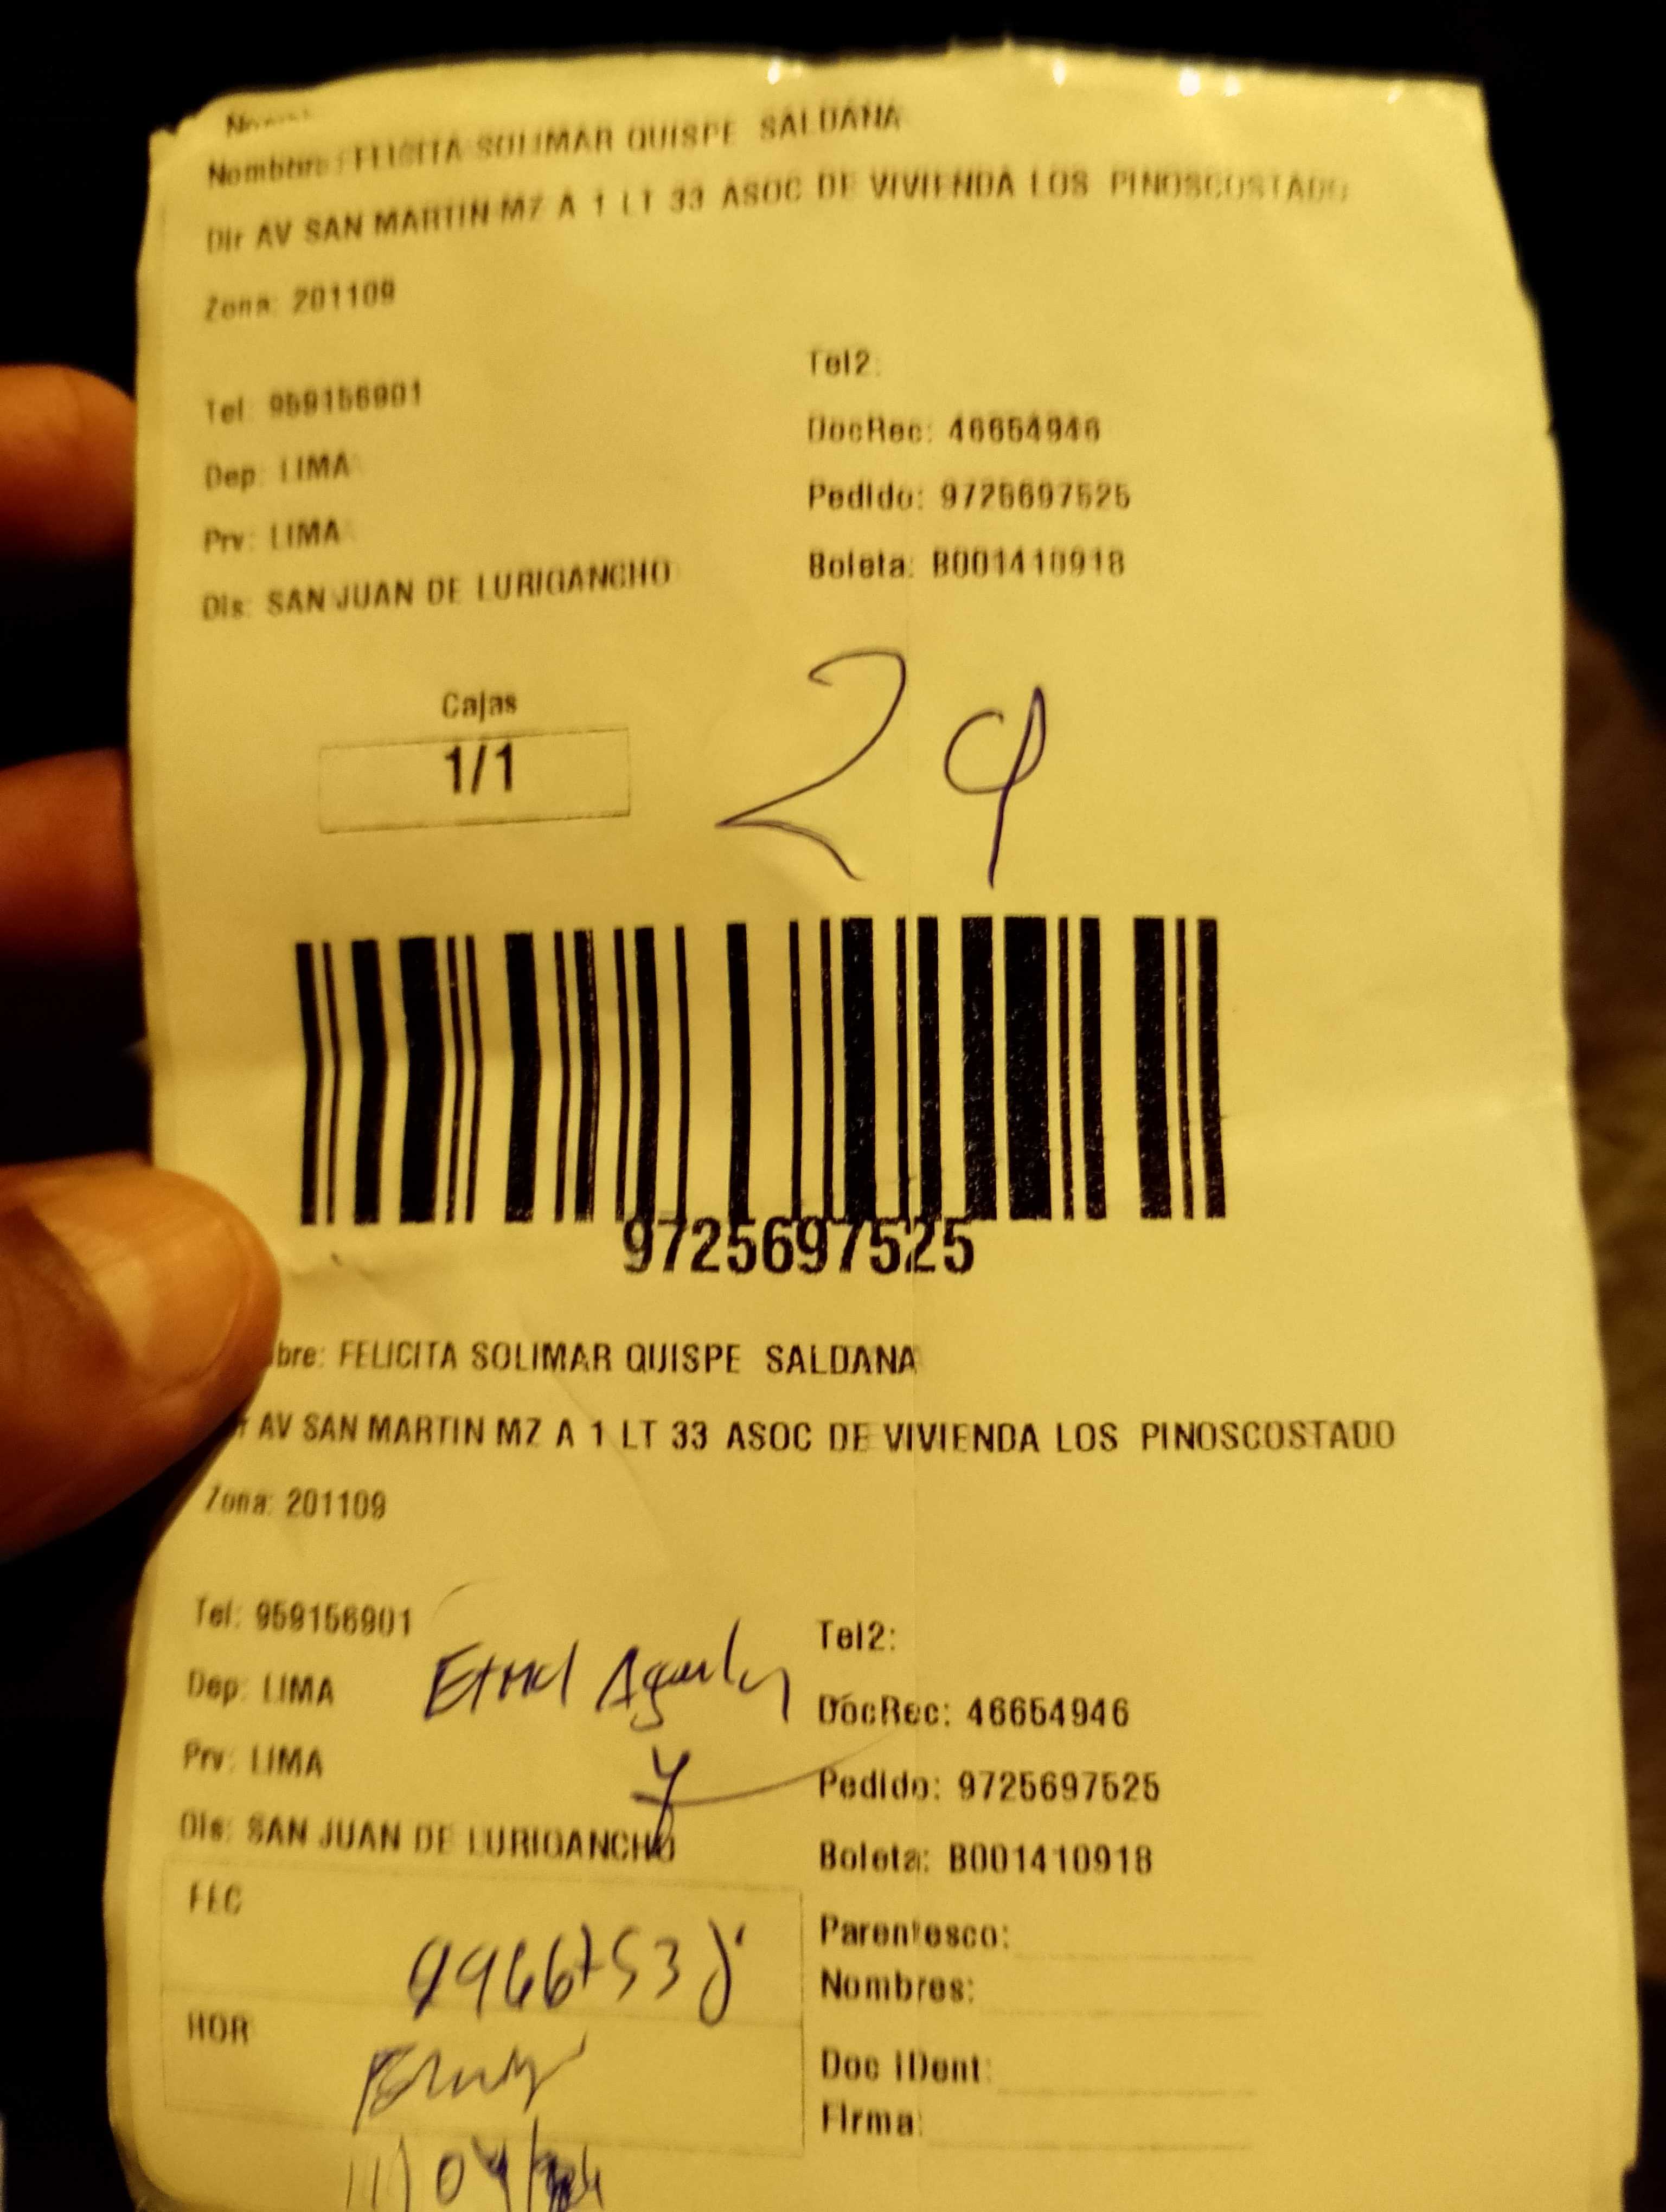 Nombre: FELICITA SOLIMAR QUISPE SALDANA
Dir AV SAN MARTIN MZ A 1 LT 33 ASOC DE VIVIENDA LOS PINOSCOSTADO
Zona: 201109
Tel: 959156901
Tel2:
Dep: LIMA
DocRec: 46654946
Prv: LIMA
Pedido: 9725697525
Dis: SAN JUAN DE LURIGANCHO
Boleta: B001410918
Cajas
1/1
24
9725697525
bre: FELICITA SOLIMAR QUISPE SALDANA
r AV SAN MARTIN MZ A 1 LT 33 ASOC DE VIVIENDA LOS PINOSCOSTADO
Zona: 201109
Tel: 959156901
Tel2:
Dep: LIMA
DocRec: 46654946
Prv: LIMA
Pedido: 9725697525
Dis: SAN JUAN DE LURIGANCHO
Boleta: B001410918
FEC
Parentesco:
Nombres:
HOR
Doc IDent:
Firma: